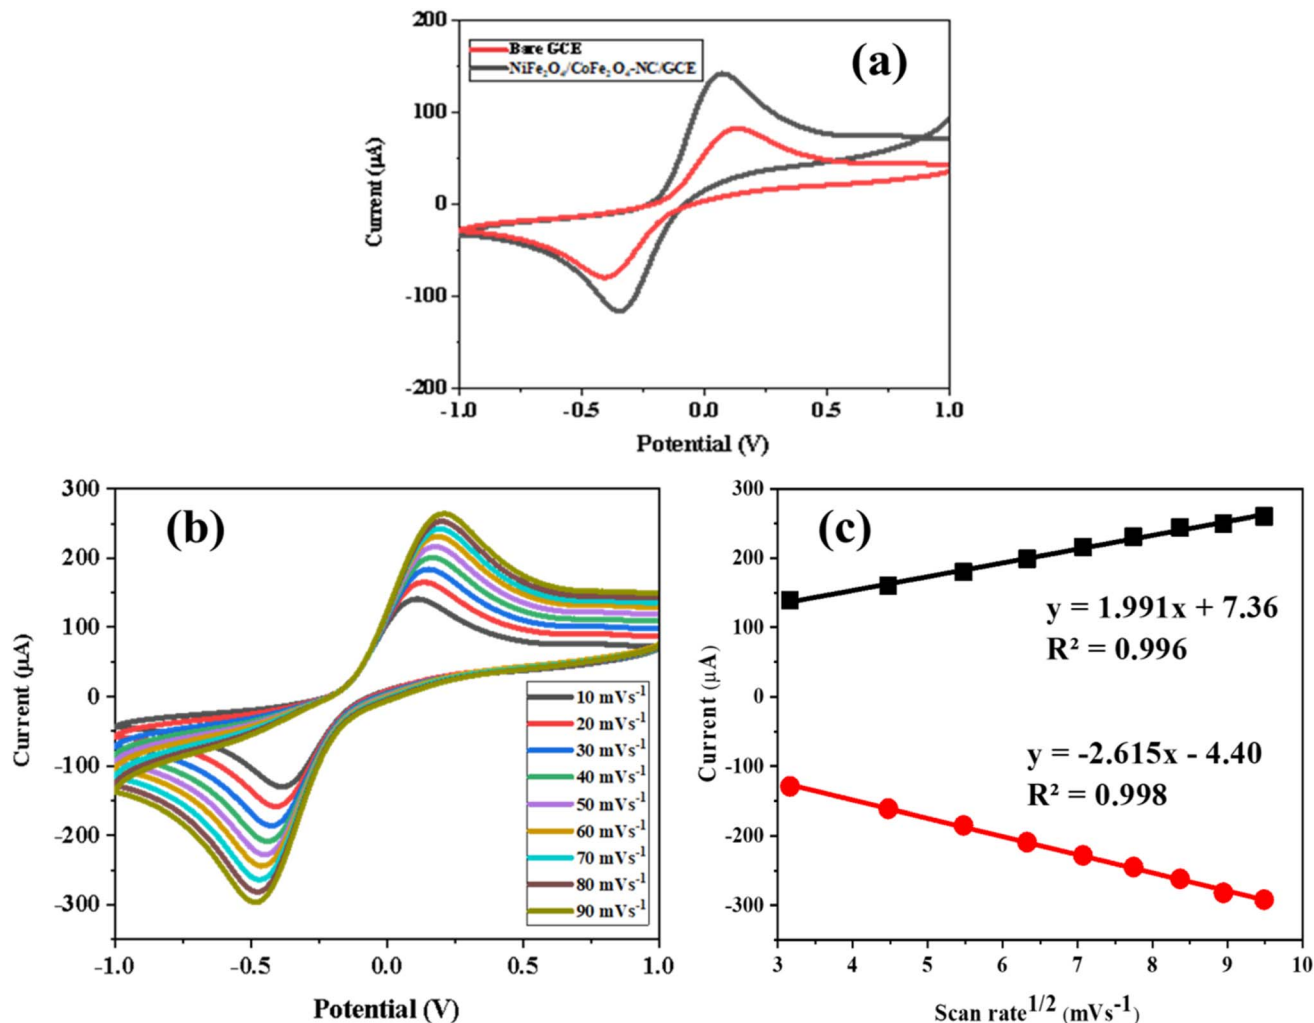 200
100
0
-100
-200
Current (µA)
Bare GCE
NiFe₂O₄/CoFe₂O₄-NC/GCE
(a)
-1.0 -0.5 0.0 0.5 1.0
Potential (V)
300
200
100
0
-100
-200
-300
Current (µA)
(b)
10 mVs⁻¹
20 mVs⁻¹
30 mVs⁻¹
40 mVs⁻¹
50 mVs⁻¹
60 mVs⁻¹
70 mVs⁻¹
80 mVs⁻¹
90 mVs⁻¹
-1.0 -0.5 0.0 0.5 1.0
Potential (V)
300
200
100
0
-100
-200
-300
Current (µA)
(c)
y = 1.991x + 7.36
R² = 0.996
y = -2.615x - 4.40
R² = 0.998
3 4 5 6 7 8 9 10
Scan rate¹ᐟ² (mVs⁻¹)